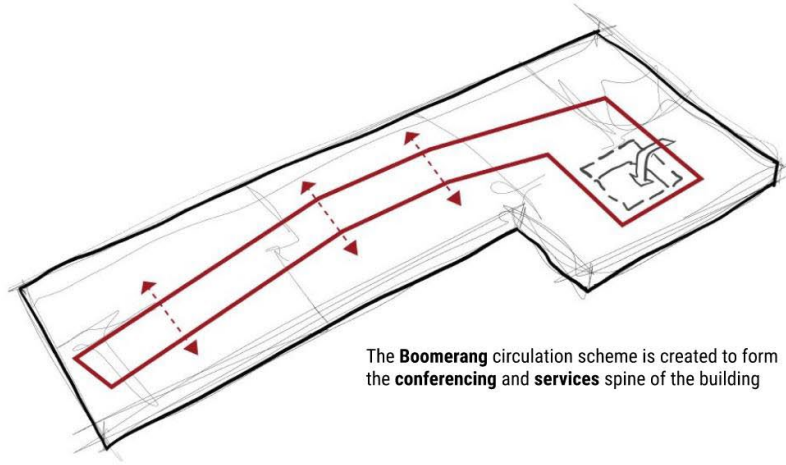 The Boomerang circulation scheme is created to form
the conferencing and services spine of the building